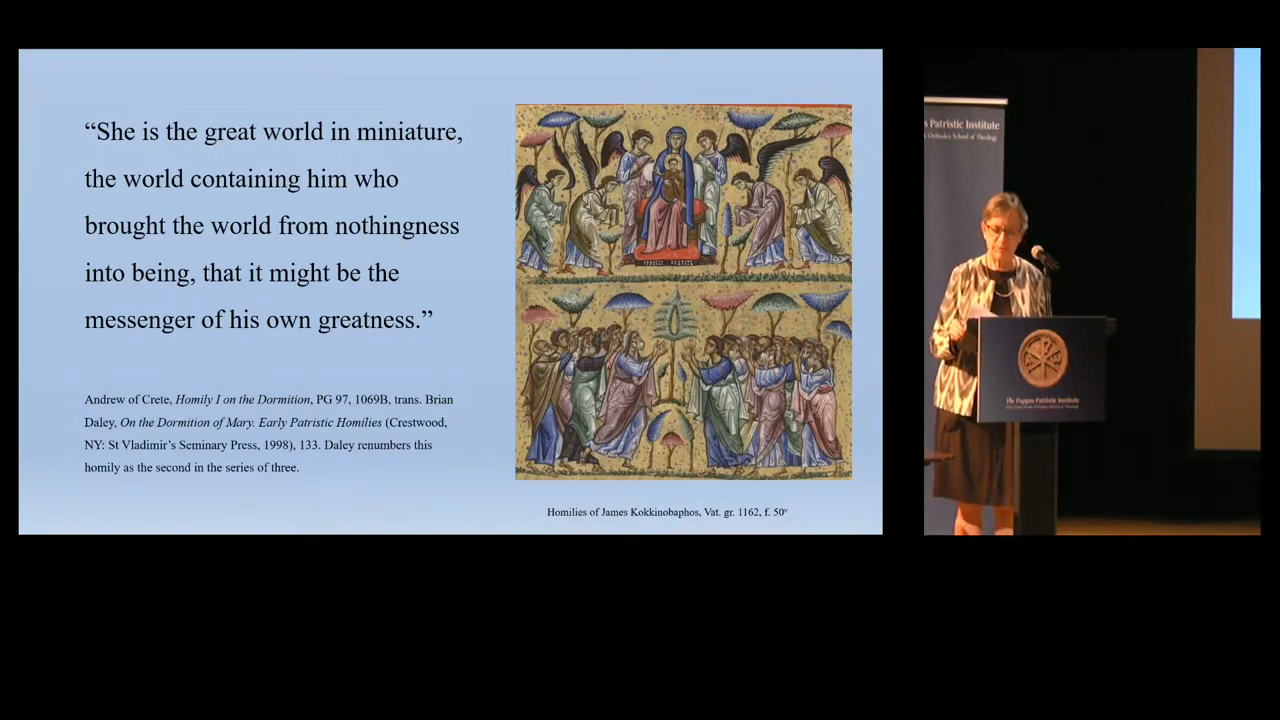 “She is the great world in miniature,
the world containing him who
brought the world from nothingness
into being, that it might be the
messenger of his own greatness.”
Andrew of Crete, Homily I on the Dormition, PG 97, 1069B, trans. Brian
Daley, On the Dormition of Mary. Early Patristic Homilies (Crestwood,
NY: St Vladimir’s Seminary Press, 1998), 133. Daley renumbers this
homily as the second in the series of three.
Homilies of James Kokkinobaphos, Vat. gr. 1162, f. 50ᵛ
Patristic Institute
Orthodox School of Theology
The Pappas Patristic Institute